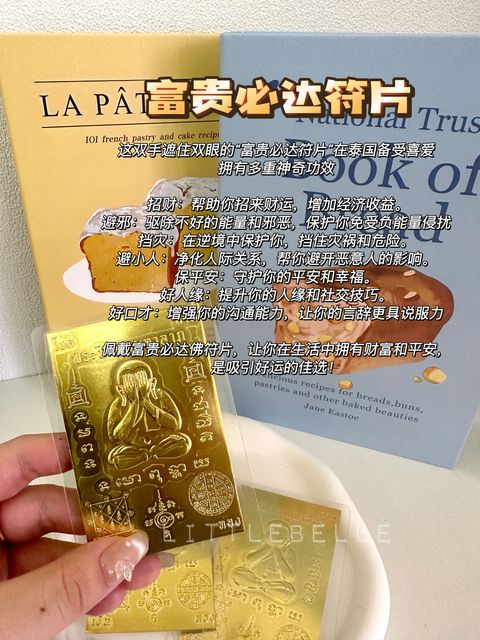 富贵必达符片
LA PÂT
101 french pastry and cake recipe
National Trus
Book of
这双手遮住双眼的“富贵必达符片”在泰国备受喜爱
拥有多重神奇功效
招财：帮助你招来财运，增加经济收益。
避邪：驱除不好的能量和邪恶，保护你免受负能量侵扰
挡灾：在逆境中保护你，挡住灾祸和危险。
避小人：净化人际关系，帮你避开恶意人的影响。
保平安：守护你的平安和幸福。
好人缘：提升你的人缘和社交技巧。
好口才：增强你的沟通能力，让你的言辞更具说服力
佩戴富贵必达佛符片，让你在生活中拥有财富和平安，
是吸引好运的佳选！
recipes for breads, buns,
pastries and other baked beauties
Jane Eastoe
LITTLEBELLE